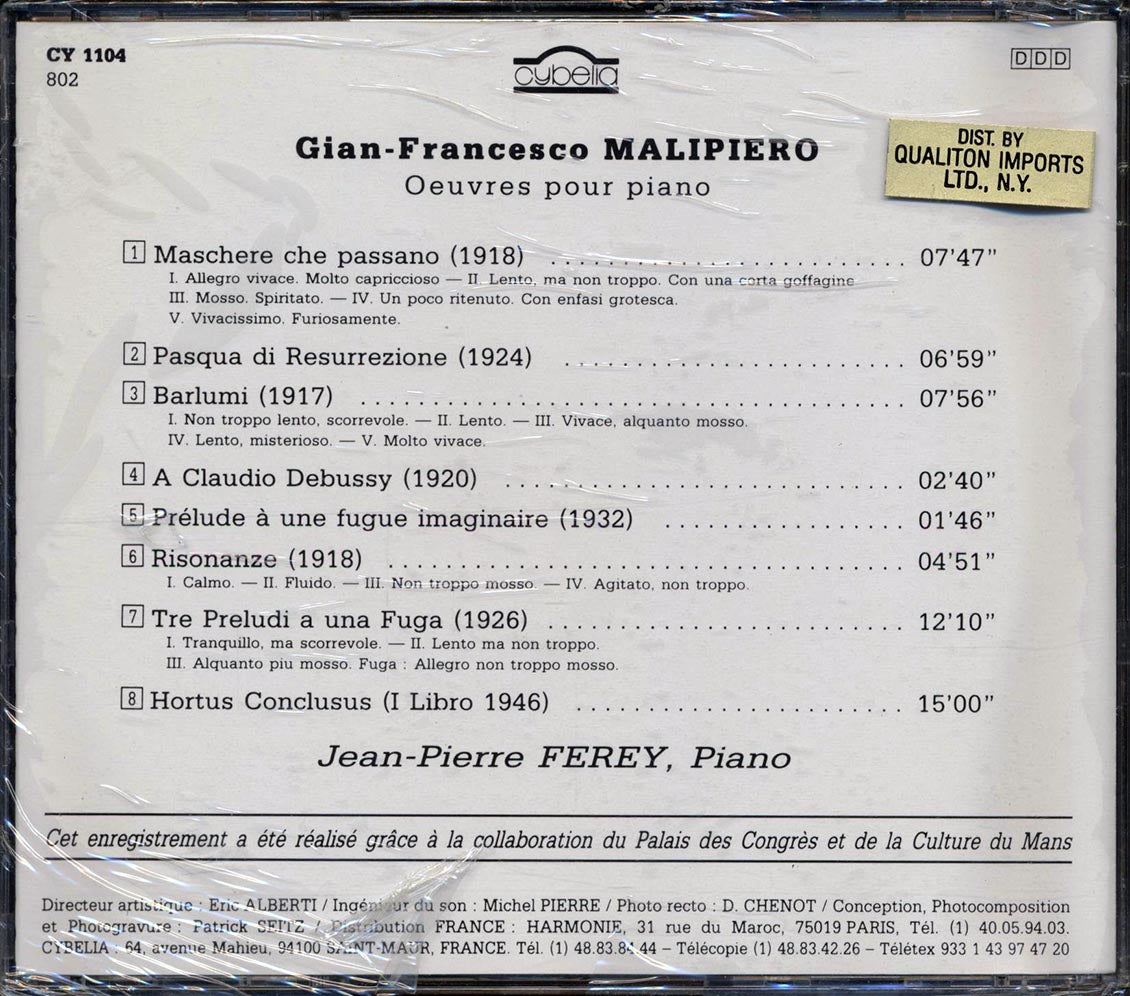 CY 1104
802
cybelia
DDD
DIST. BY
QUALITON IMPORTS
LTD., N.Y.
Gian-Francesco MALIPIERO
Oeuvres pour piano
1 Maschere che passano (1918) 07'47"
I. Allegro vivace. Molto capriccioso — II. Lento, ma non troppo. Con una certa goffagine
III. Mosso. Spiritato. — IV. Un poco ritenuto. Con enfasi grotesca.
V. Vivacissimo. Furiosamente.
2 Pasqua di Resurrezione (1924) 06'59"
3 Barlumi (1917) 07'56"
I. Non troppo lento, scorrevole. — II. Lento. — III. Vivace, alquanto mosso.
IV. Lento, misterioso. — V. Molto vivace.
4 A Claudio Debussy (1920) 02'40"
5 Prélude à une fugue imaginaire (1932) 01'46"
6 Risonanze (1918) 04'51"
I. Calmo. — II. Fluido. — III. Non troppo mosso. — IV. Agitato, non troppo.
7 Tre Preludi a una Fuga (1926) 12'10"
I. Tranquillo, ma scorrevole. — II. Lento ma non troppo.
III. Alquanto piu mosso. Fuga : Allegro non troppo mosso.
8 Hortus Conclusus (I Libro 1946) 15'00"
Jean-Pierre FEREY, Piano
Cet enregistrement a été réalisé grâce à la collaboration du Palais des Congrès et de la Culture du Mans
Directeur artistique : Eric ALBERTI / Ingénieur du son : Michel PIERRE / Photo recto : D. CHENOT / Conception, Photocomposition
et Photogravure : Patrick SEITZ / Distribution FRANCE : HARMONIE, 31 rue du Maroc, 75019 PARIS, Tél. (1) 40.05.94.03.
CYBELIA : 64, avenue Mahieu, 94100 SAINT-MAUR, FRANCE. Tél. (1) 48.83.84.44 – Télécopie (1) 48.83.42.26 – Télétex 933 1 43 97 47 20